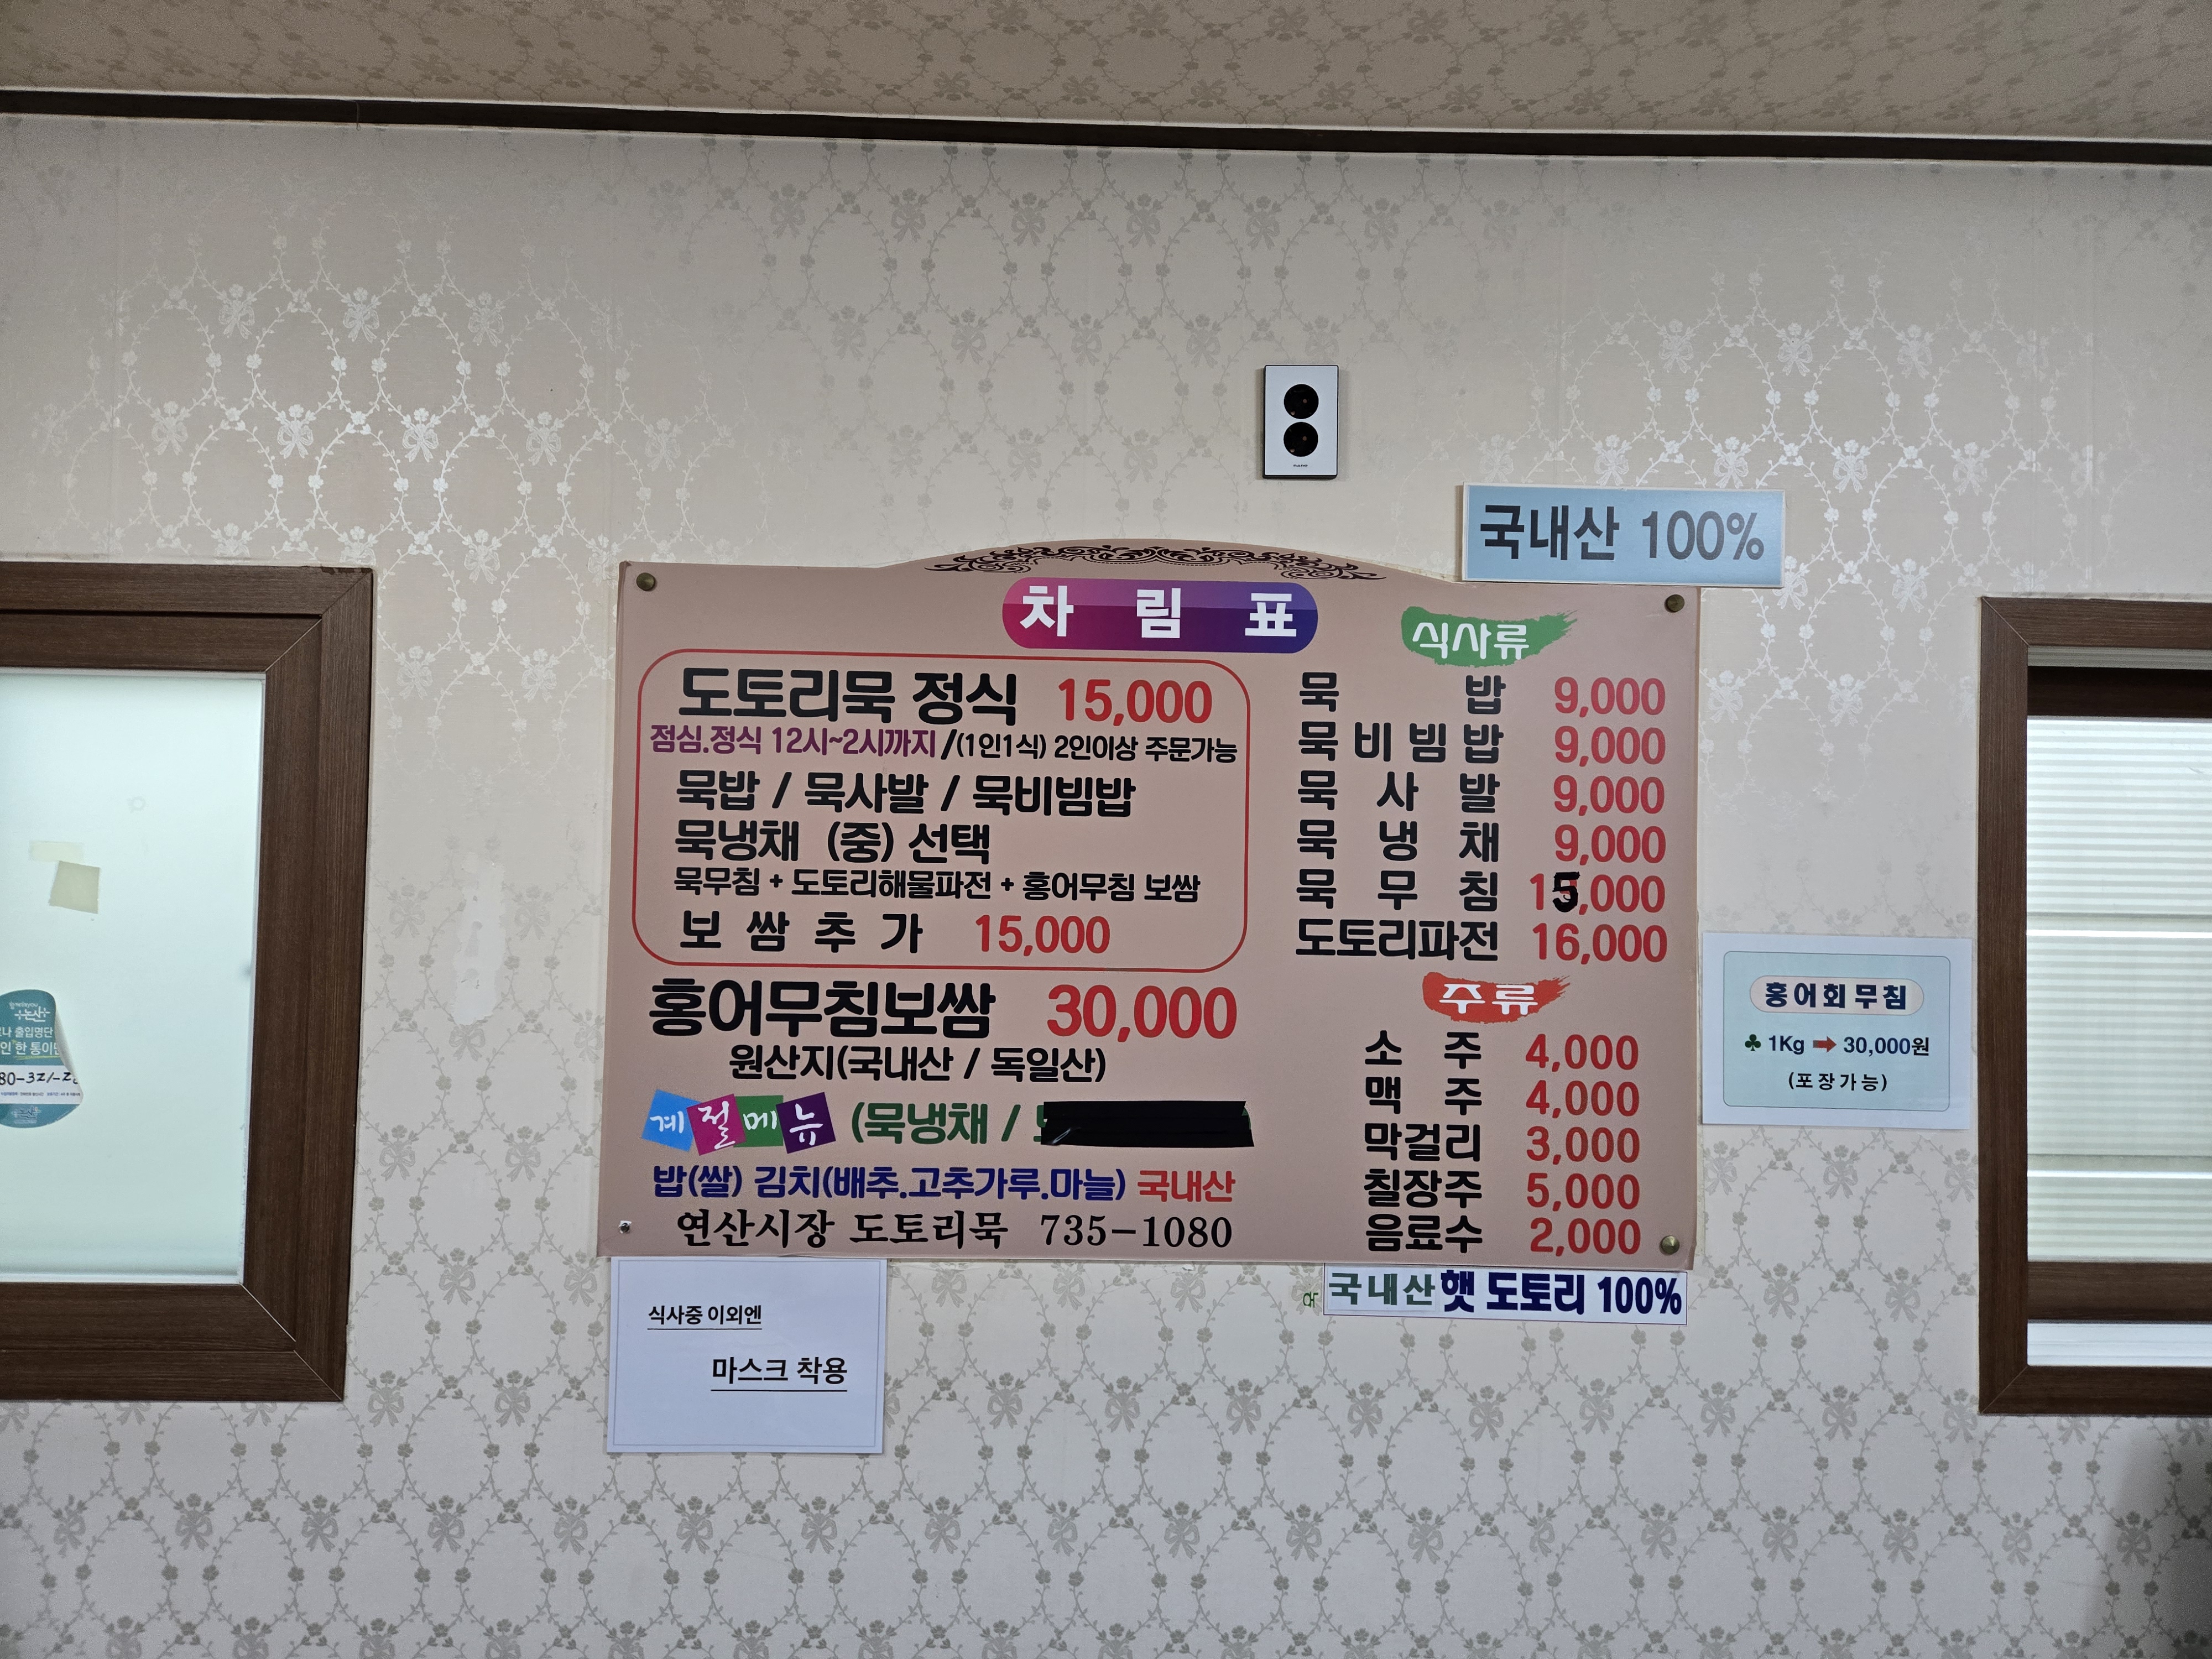 국내산 100%
차림표
도토리묵 정식 15,000
점심.정식 12시~2시까지/(1인1식) 2인이상 주문가능
묵밥 / 묵사발 / 묵비빔밥
묵냉채 (중) 선택
묵무침 + 도토리해물파전 + 홍어무침 보쌈
보쌈추가 15,000
홍어무침보쌈 30,000
원산지(국내산 / 독일산)
계절메뉴 (묵냉채 /
밥(쌀) 김치(배추.고추가루.마늘) 국내산
연산시장 도토리묵 735-1080
식사류
묵밥 9,000
묵비빔밥 9,000
묵사발 9,000
묵냉채 9,000
묵무침 15,000
도토리파전 16,000
주류
소주 4,000
맥주 4,000
막걸리 3,000
칠장주 5,000
음료수 2,000
국내산 햇 도토리 100%
홍어회무침
♣ 1Kg ➡ 30,000원
(포장가능)
식사중 이외엔
마스크 착용
논산
출입명단
한 통이면